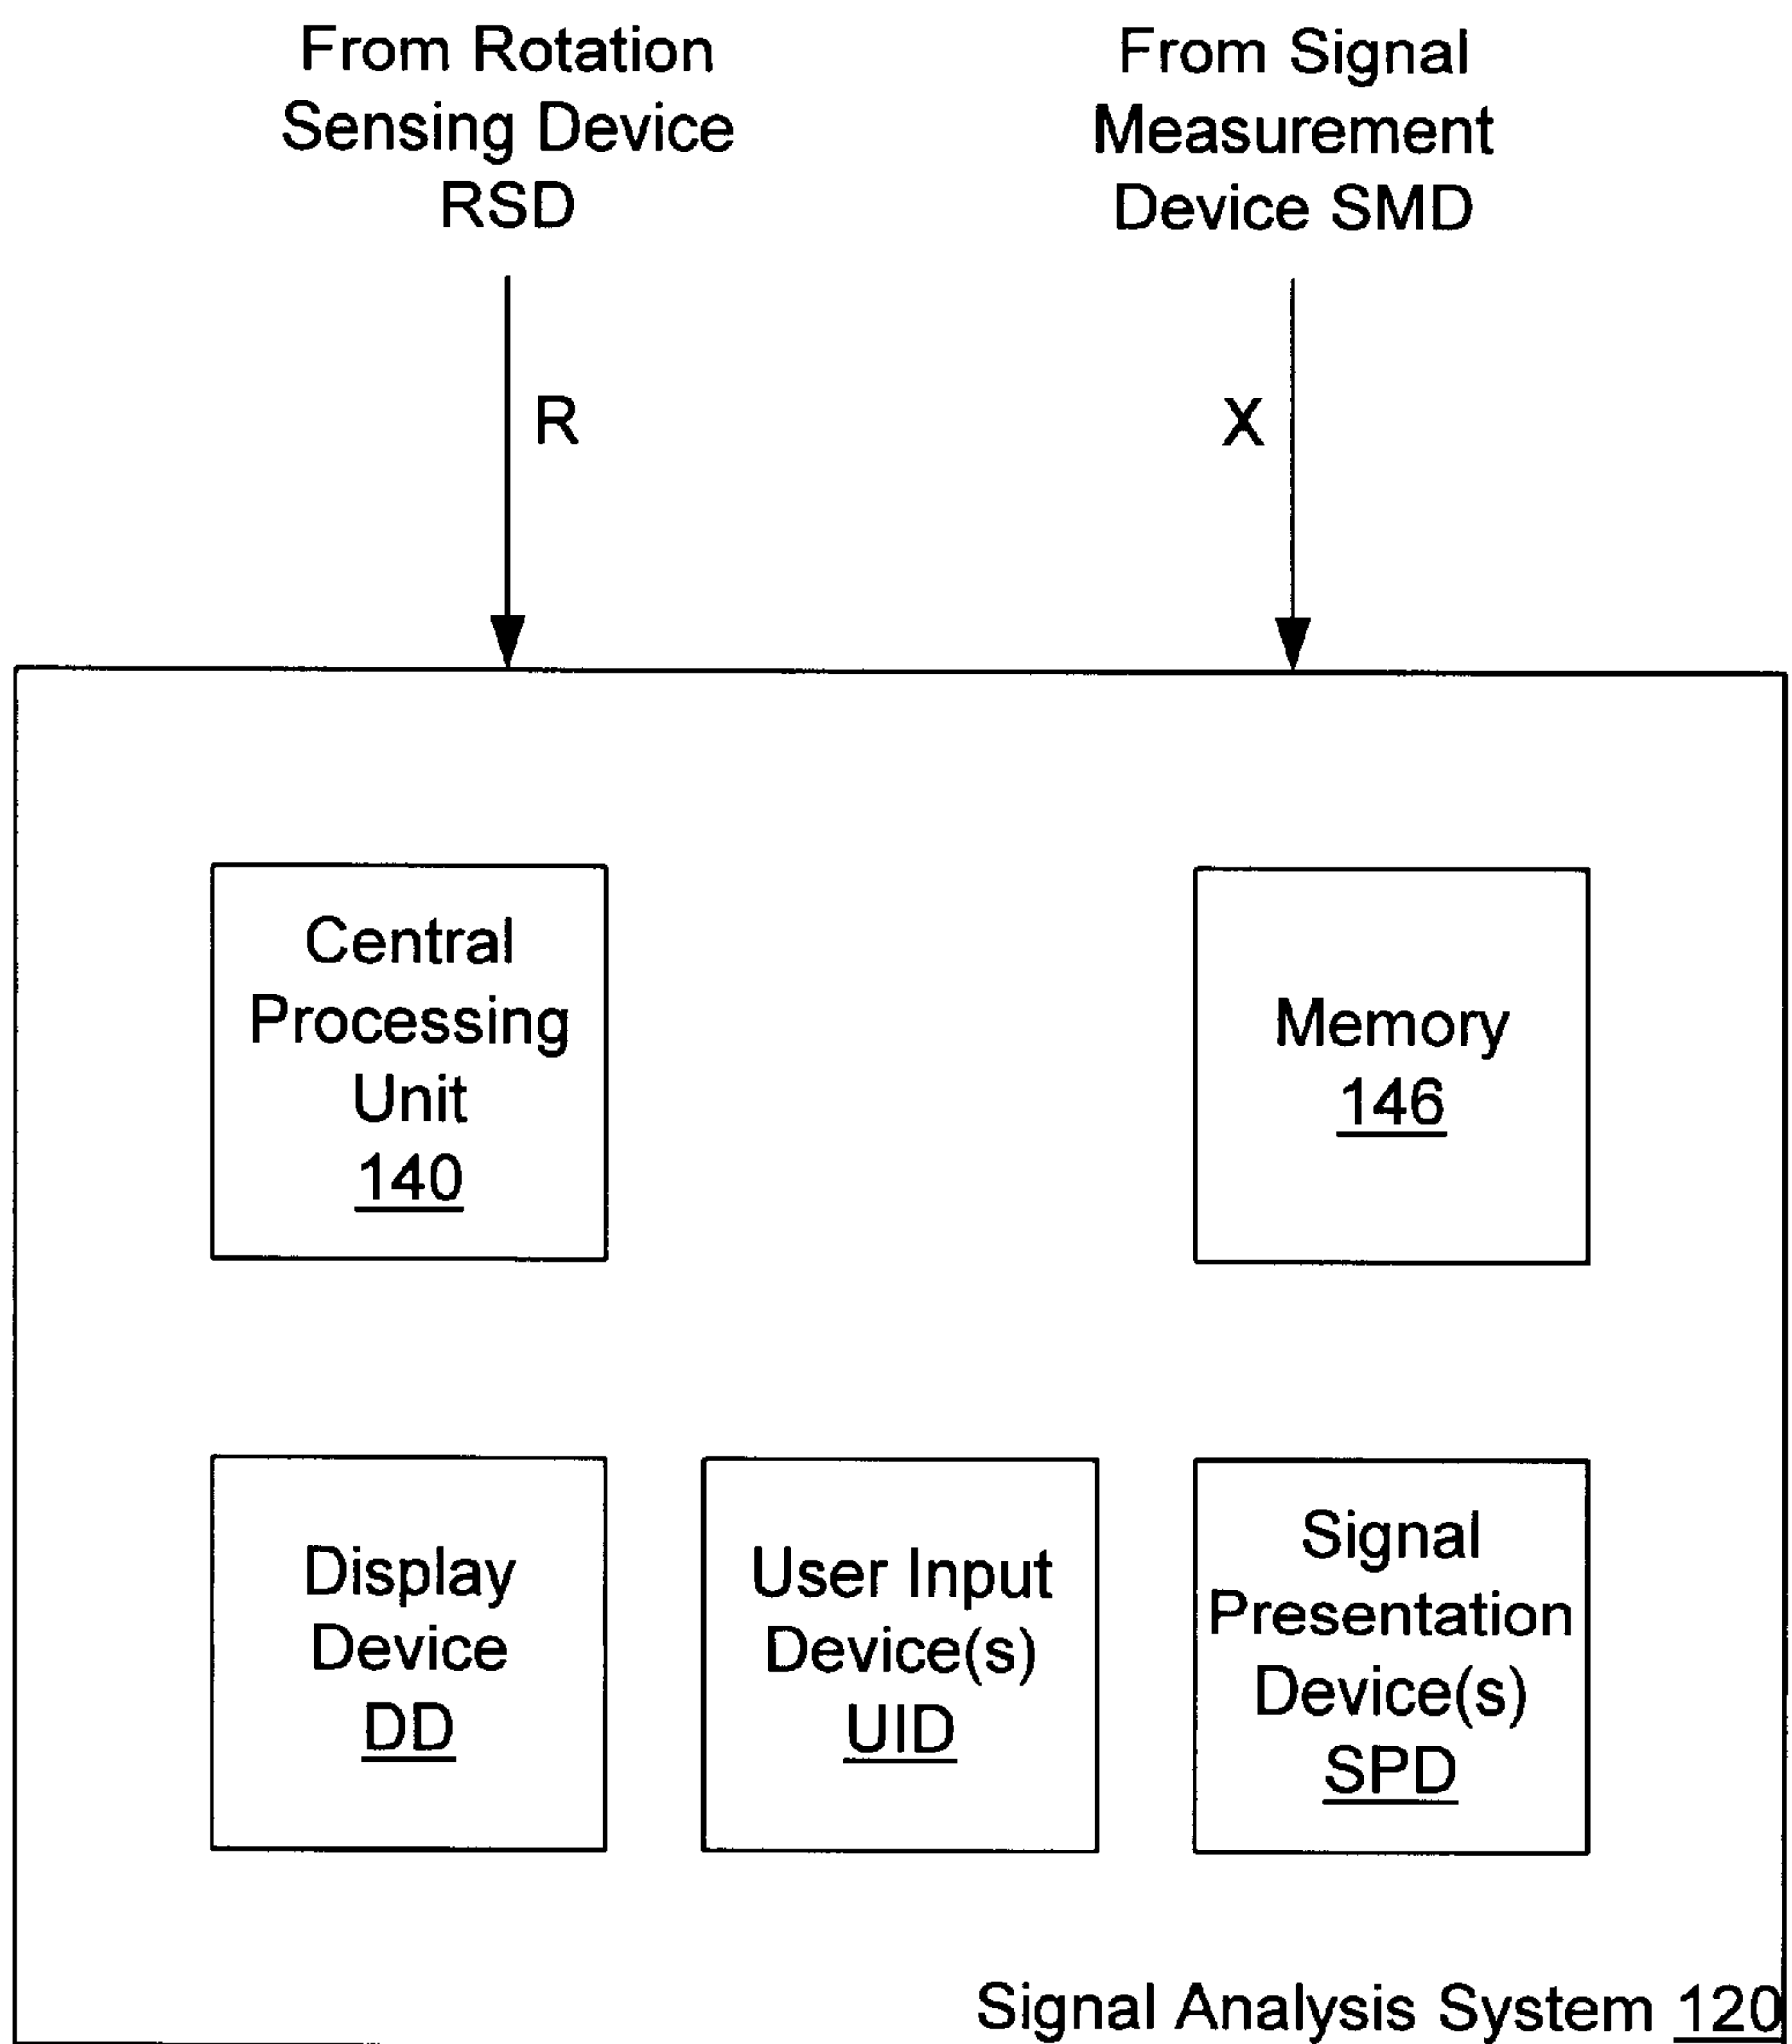 From Rotation
Sensing Device
RSD
From Signal
Measurement
Device SMD
R
X
Central
Processing
Unit
140
Memory
146
Display
Device
DD
User Input
Device(s)
UID
Signal
Presentation
Device(s)
SPD
Signal Analysis System 120